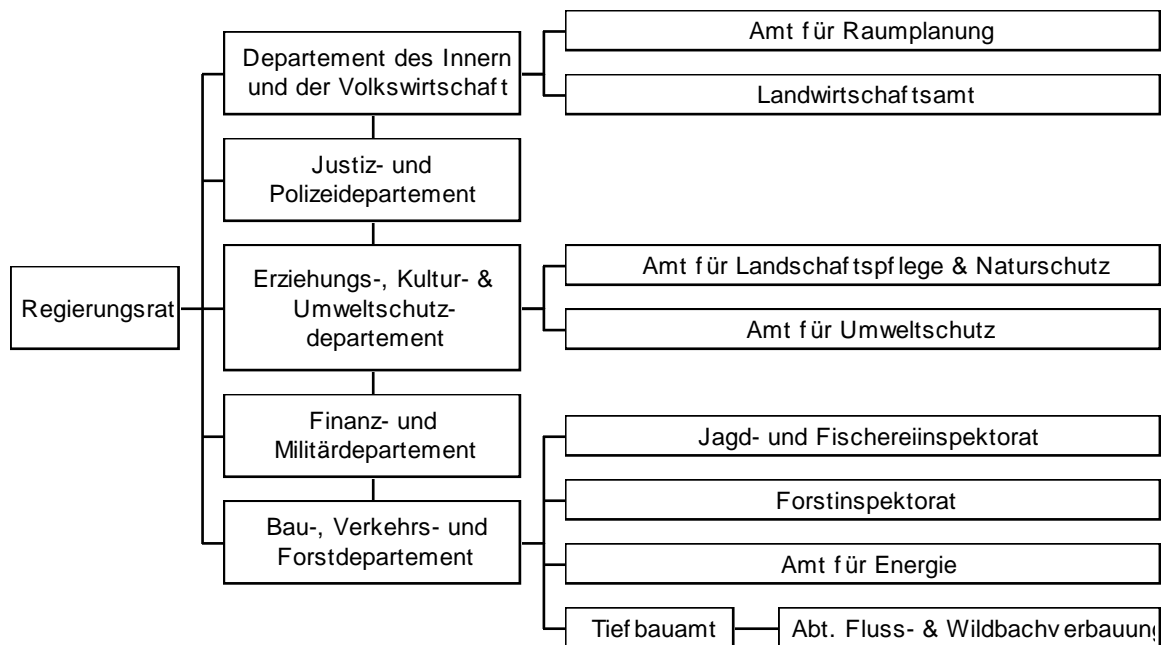 Regierungsrat
Departement des Innern
und der Volkswirtschaft
Amt für Raumplanung
Landwirtschaftsamt
Justiz- und
Polizeidepartement
Erziehungs-, Kultur- &
Umweltschutz-
departement
Amt für Landschaftspflege & Naturschutz
Amt für Umweltschutz
Finanz- und
Militärdepartement
Bau-, Verkehrs- und
Forstdepartement
Jagd- und Fischereiinspektorat
Forstinspektorat
Amt für Energie
Tiefbauamt
Abt. Fluss- & Wildbachverbauung